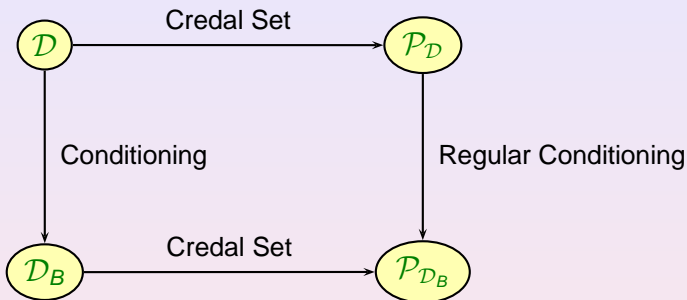 Credal Set
𝒟 𝒫_𝒟
Conditioning Regular Conditioning
Credal Set
𝒟_B 𝒫_{𝒟_B}